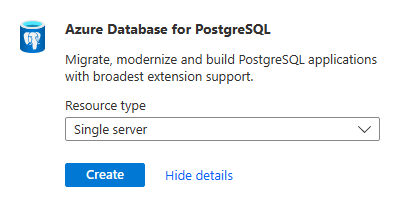 Azure Database for PostgreSQL
Migrate, modernize and build PostgreSQL applications
with broadest extension support.
Resource type
Single server
Create
Hide details